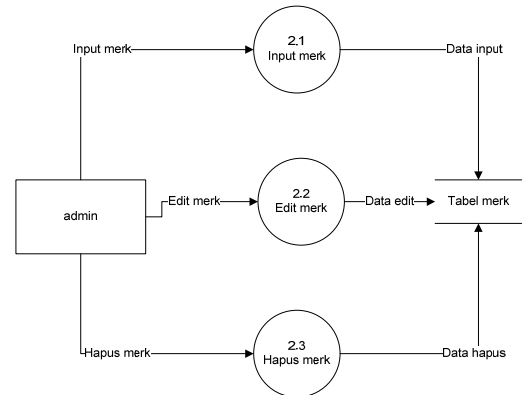 Input merk
2.1
Input merk
Data input
admin
Edit merk
2.2
Edit merk
Data edit
Tabel merk
Hapus merk
2.3
Hapus merk
Data hapus